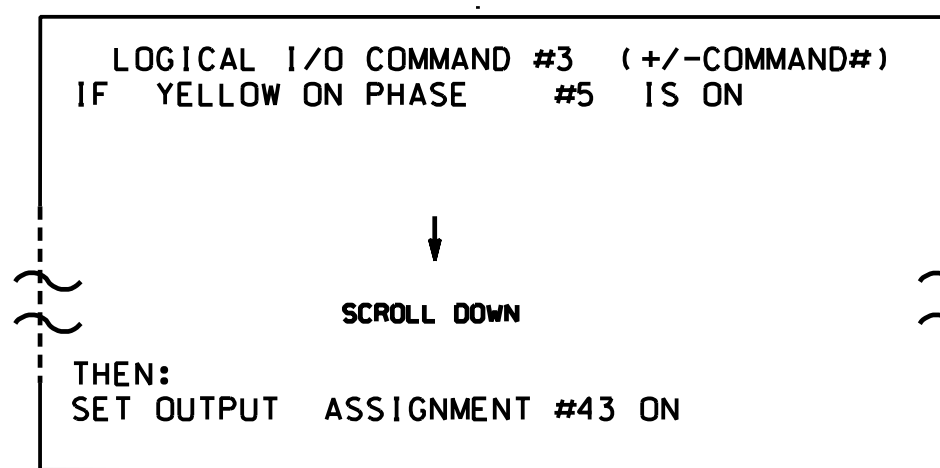 LOGICAL I/O COMMAND #3 (+/-COMMAND#)
IF YELLOW ON PHASE #5 IS ON
SCROLL DOWN
THEN:
SET OUTPUT ASSIGNMENT #43 ON